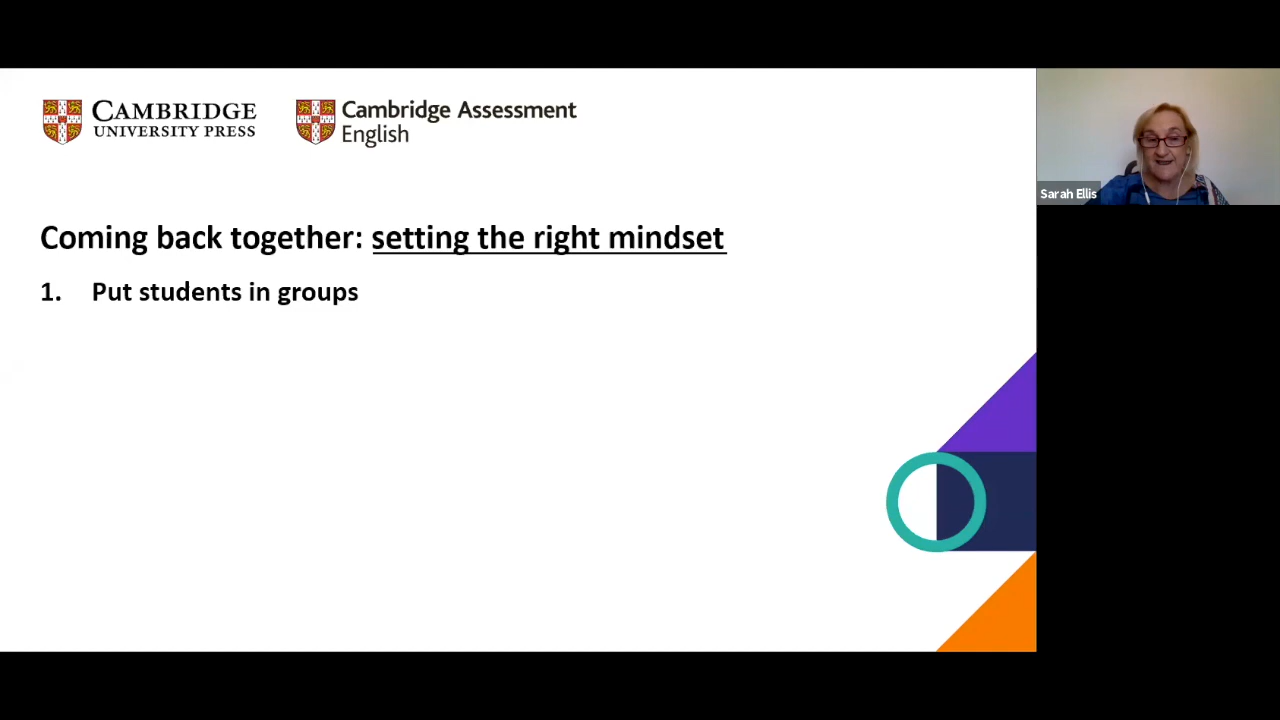 CAMBRIDGE
UNIVERSITY PRESS
Cambridge Assessment
English
Sarah Ellis
Coming back together: setting the right mindset
1. Put students in groups